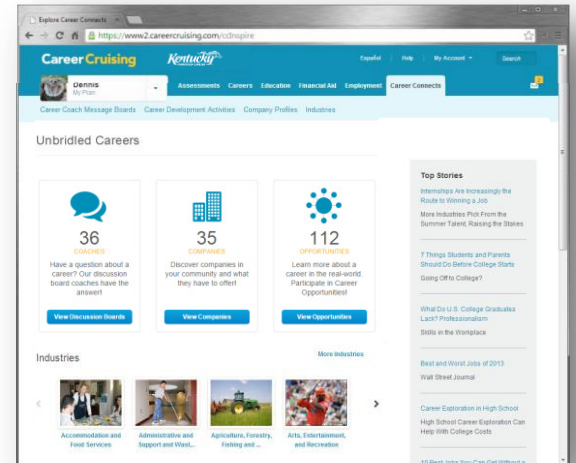 Explore Career Connects
https://www2.careercruising.com/cdnspire
Career Cruising
Kentucky
Español
Help
My Account
Search
Dennis
My Plan
Assessments Careers Education Financial Aid Employment Career Connects
2
Career Coach Message Boards Career Development Activities Company Profiles Industries
Unbridled Careers
36
COACHES
Have a question about a
career? Our discussion
board coaches have the
answer!
View Discussion Boards
35
COMPANIES
Discover companies in
your community and what
they have to offer!
View Companies
112
OPPORTUNITIES
Learn more about a
career in the real-world.
Participate in Career
Opportunities!
View Opportunities
Industries
More Industries
Accommodation and
Food Services
Administrative and
Support and Wast...
Agriculture, Forestry,
Fishing and ...
Arts, Entertainment,
and Recreation
Top Stories
Internships Are Increasingly the
Route to Winning a Job
More Industries Pick From the
Summer Talent, Raising the Stakes
7 Things Students and Parents
Should Do Before College Starts
Going Off to College?
What Do U.S. College Graduates
Lack? Professionalism
Skills in the Workplace
Best and Worst Jobs of 2013
Wall Street Journal
Career Exploration in High School
High School Career Exploration Can
Help With College Costs
10 Best Jobs You Can Get Without a